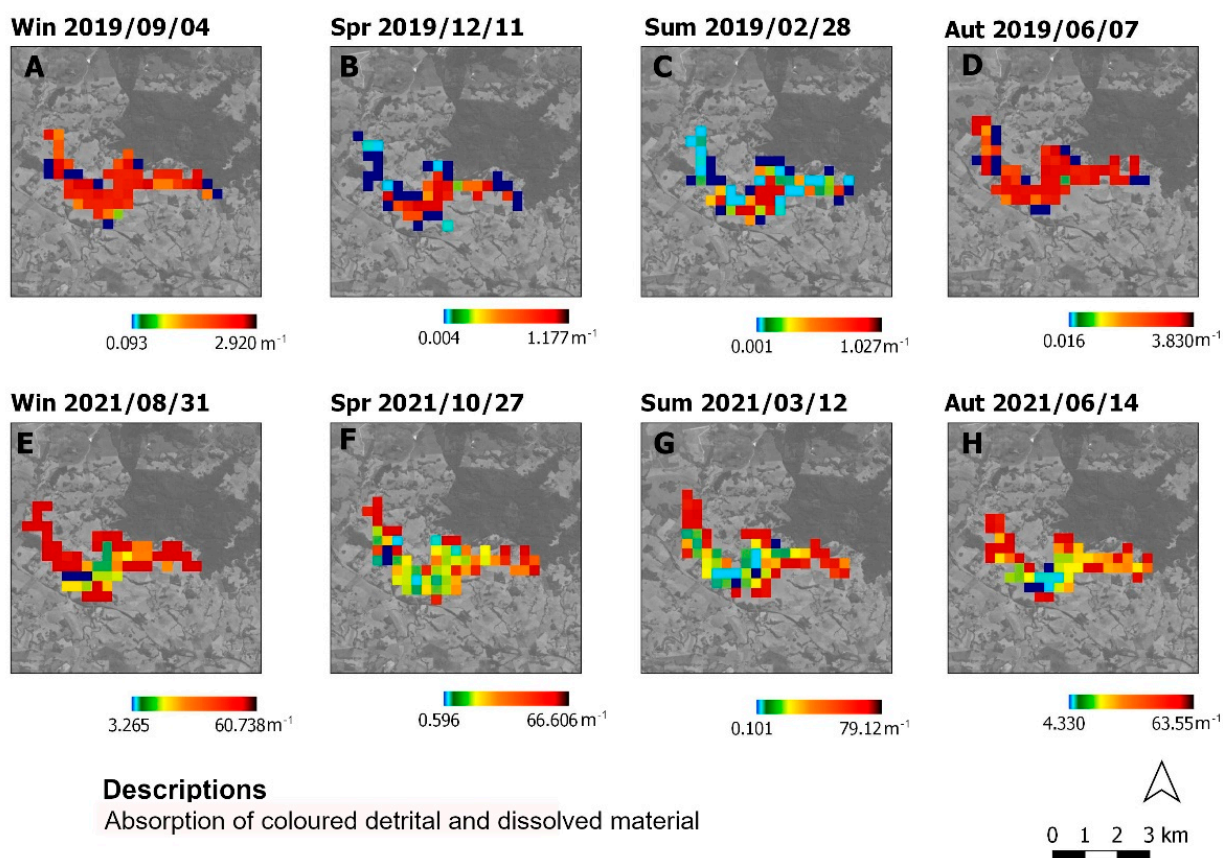 Win 2019/09/04 Spr 2019/12/11 Sum 2019/02/28 Aut 2019/06/07
A B C D
0.093 2.920 m⁻¹ 0.004 1.177 m⁻¹ 0.001 1.027 m⁻¹ 0.016 3.830 m⁻¹
Win 2021/08/31 Spr 2021/10/27 Sum 2021/03/12 Aut 2021/06/14
E F G H
3.265 60.738 m⁻¹ 0.596 66.606 m⁻¹ 0.101 79.12 m⁻¹ 4.330 63.55 m⁻¹
Descriptions
Absorption of coloured detrital and dissolved material
0 1 2 3 km